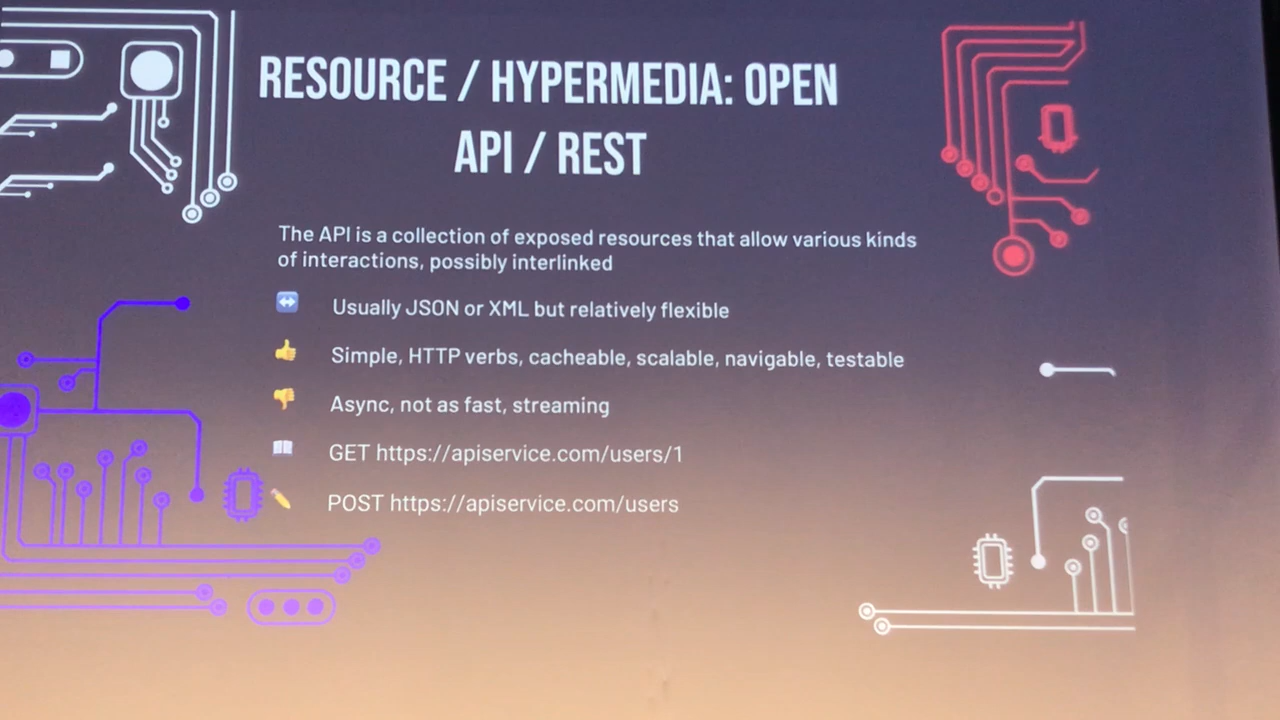 RESOURCE / HYPERMEDIA: OPEN
API / REST
The API is a collection of exposed resources that allow various kinds
of interactions, possibly interlinked
↔️ Usually JSON or XML but relatively flexible
👍 Simple, HTTP verbs, cacheable, scalable, navigable, testable
👎 Async, not as fast, streaming
📖 GET https://apiservice.com/users/1
✏️ POST https://apiservice.com/users